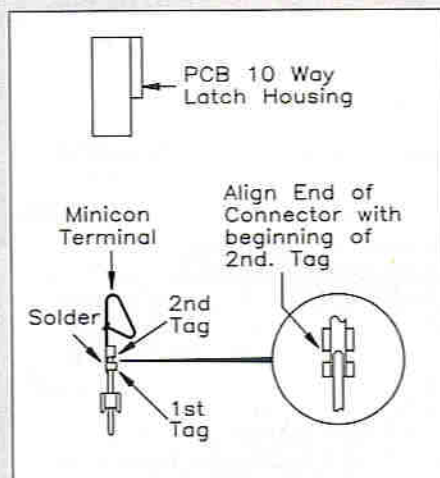 PCB 10 Way
Latch Housing
Minicon
Terminal
Align End of
Connector with
beginning of
2nd. Tag
Solder
2nd
Tag
1st
Tag